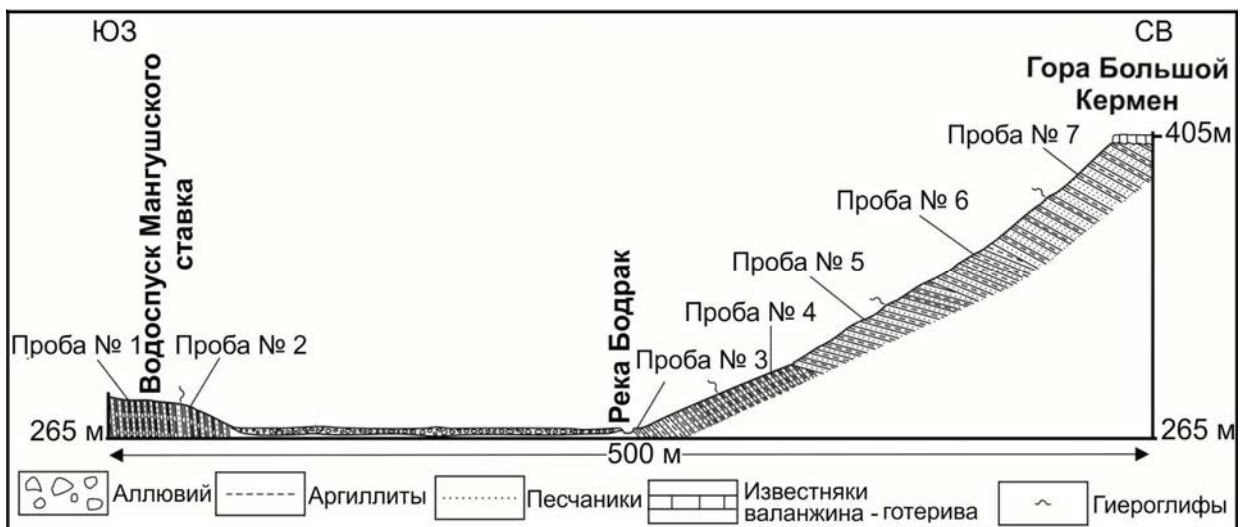 ЮЗ
СВ
Водоспуск Мангушского
ставка
Гора Большой
Кермен
405м
Проба № 7
Проба № 6
Проба № 5
Река Бодрак
Проба № 4
Проба № 3
Проба № 1
Проба № 2
265 м
265 м
500 м
Аллювий
Аргиллиты
Песчаники
Известняки
валанжина - готерива
Гиероглифы